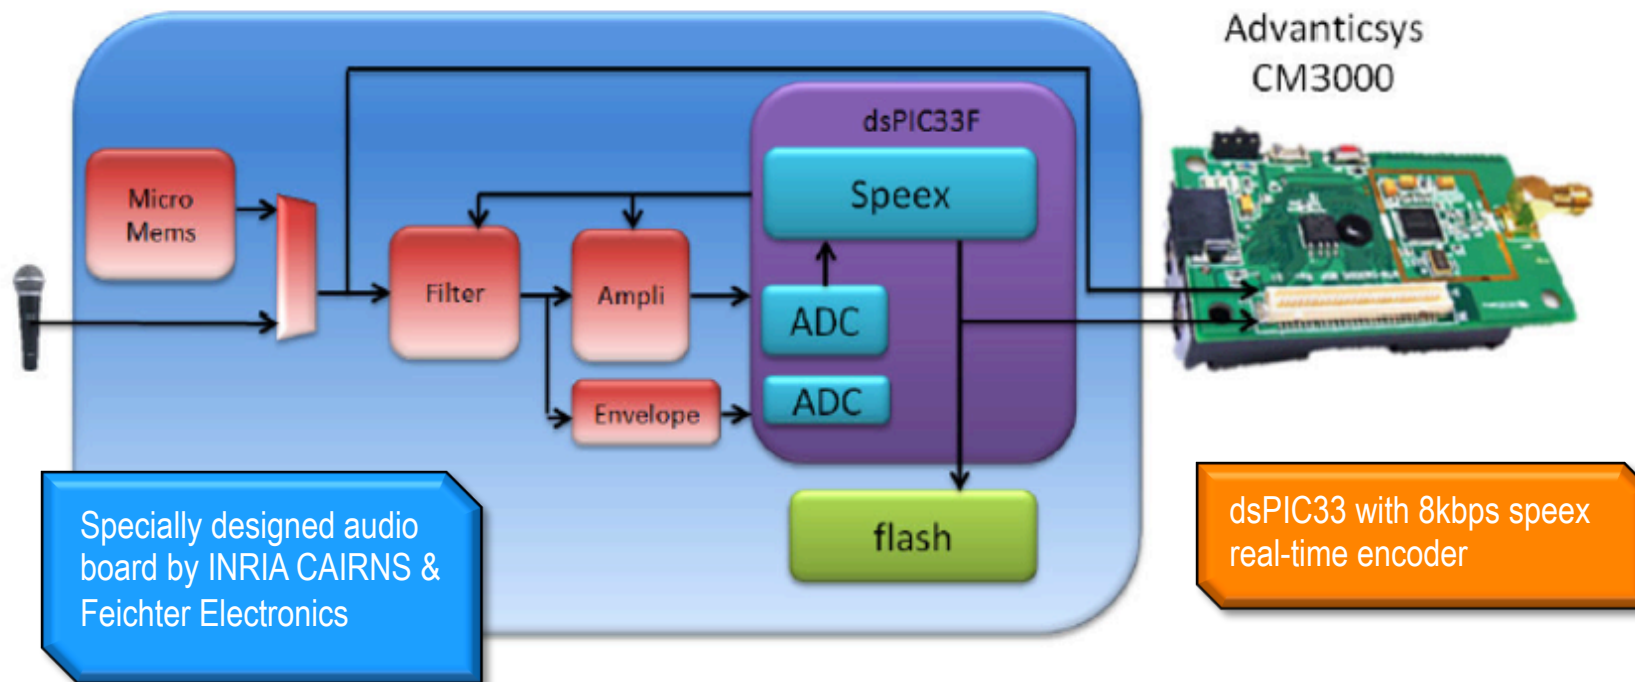 Advanticsys
CM3000
dsPIC33F
Micro
Mems
Speex
Filter
Ampli
ADC
Envelope
ADC
flash
Specially designed audio
board by INRIA CAIRNS &
Feichter Electronics
dsPIC33 with 8kbps speex
real-time encoder